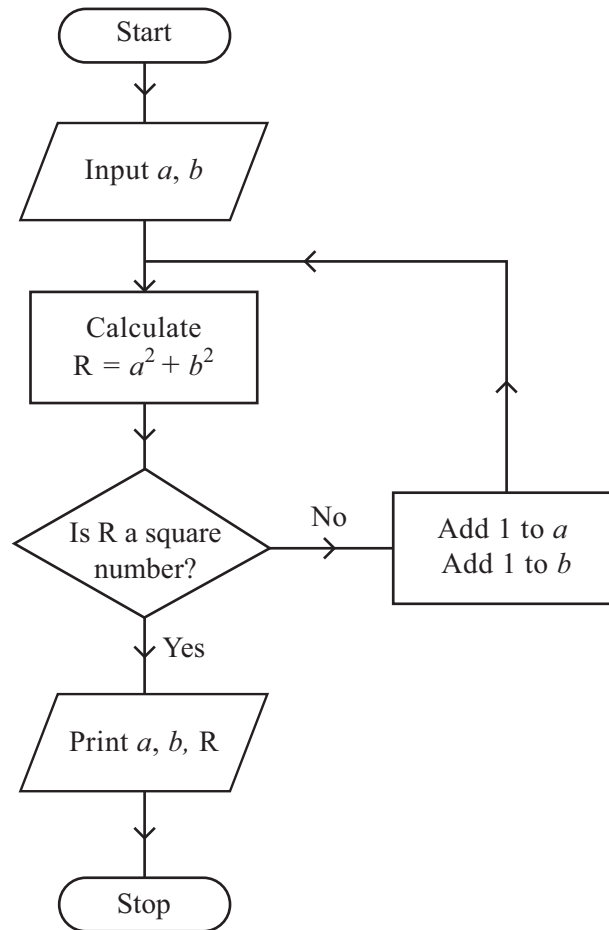 Start
Input a, b
Calculate
R = a² + b²
Is R a square
number?
No
Add 1 to a
Add 1 to b
Yes
Print a, b, R
Stop